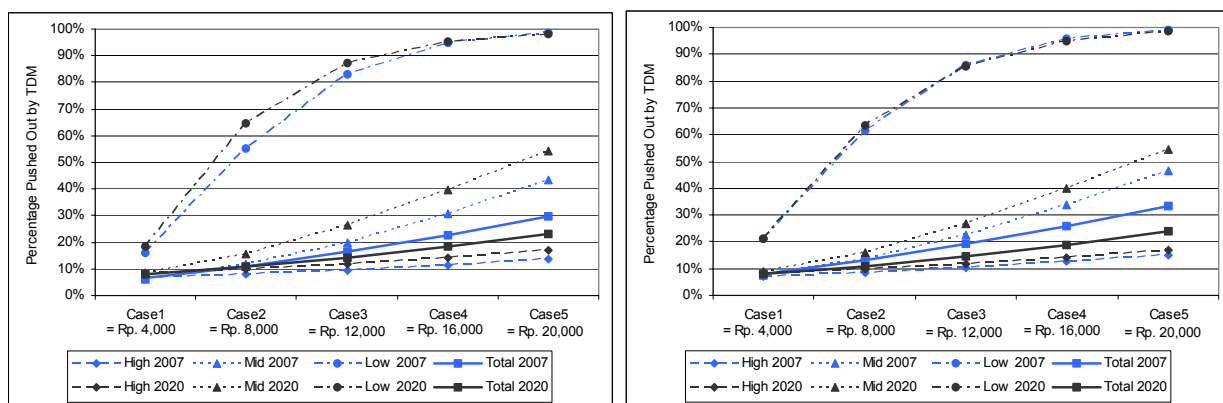 Percentage Pushed Out by TDM
100%
90%
80%
70%
60%
50%
40%
30%
20%
10%
0%
Case1 Case2 Case3 Case4 Case5
= Rp. 4,000 = Rp. 8,000 = Rp. 12,000 = Rp. 16,000 = Rp. 20,000
High 2007 Mid 2007 Low 2007 Total 2007
High 2020 Mid 2020 Low 2020 Total 2020
Percentage Pushed Out by TDM
100%
90%
80%
70%
60%
50%
40%
30%
20%
10%
0%
Case1 Case2 Case3 Case4 Case5
= Rp. 4,000 = Rp. 8,000 = Rp. 12,000 = Rp. 16,000 = Rp. 20,000
High 2007 Mid 2007 Low 2007 Total 2007
High 2020 Mid 2020 Low 2020 Total 2020